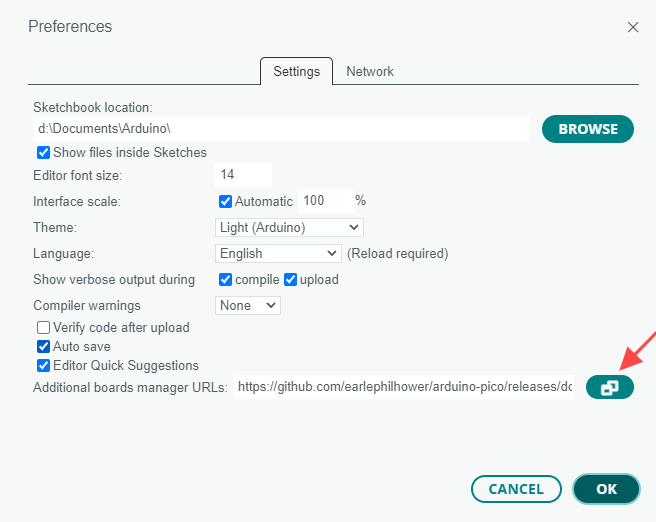 Preferences
Settings Network
Sketchbook location:
d:\Documents\Arduino\ BROWSE
Show files inside Sketches
Editor font size: 14
Interface scale: Automatic 100 %
Theme: Light (Arduino)
Language: English (Reload required)
Show verbose output during compile upload
Compiler warnings None
Verify code after upload
Auto save
Editor Quick Suggestions
Additional boards manager URLs: https://github.com/earlephilhower/arduino-pico/releases/do
CANCEL OK